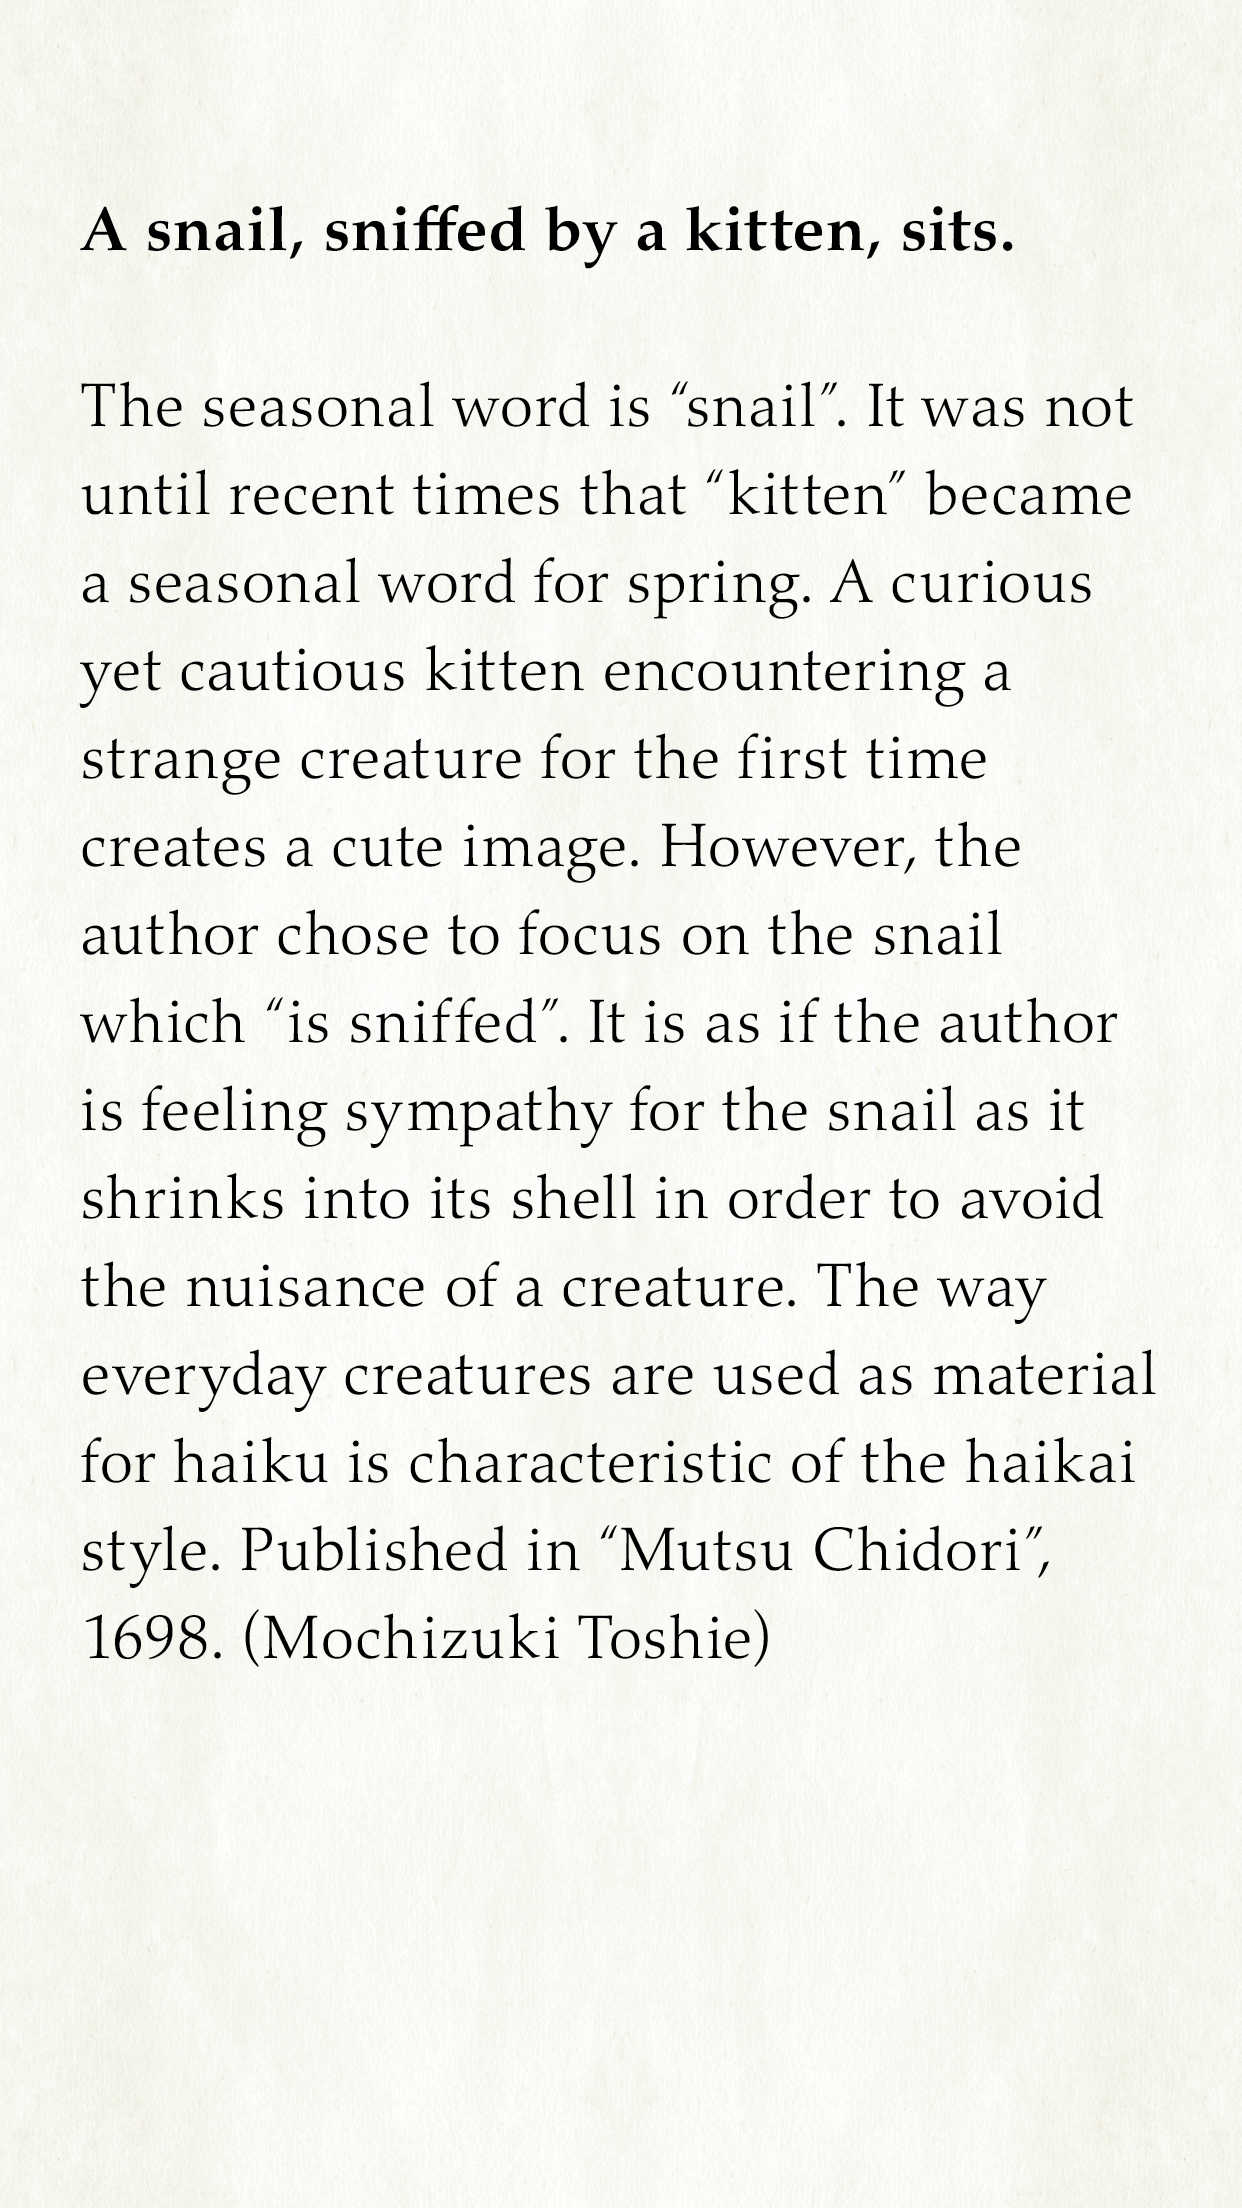 A snail, sniffed by a kitten, sits.
The seasonal word is “snail”. It was not
until recent times that “kitten” became
a seasonal word for spring. A curious
yet cautious kitten encountering a
strange creature for the first time
creates a cute image. However, the
author chose to focus on the snail
which “is sniffed”. It is as if the author
is feeling sympathy for the snail as it
shrinks into its shell in order to avoid
the nuisance of a creature. The way
everyday creatures are used as material
for haiku is characteristic of the haikai
style. Published in “Mutsu Chidori”,
1698. (Mochizuki Toshie)